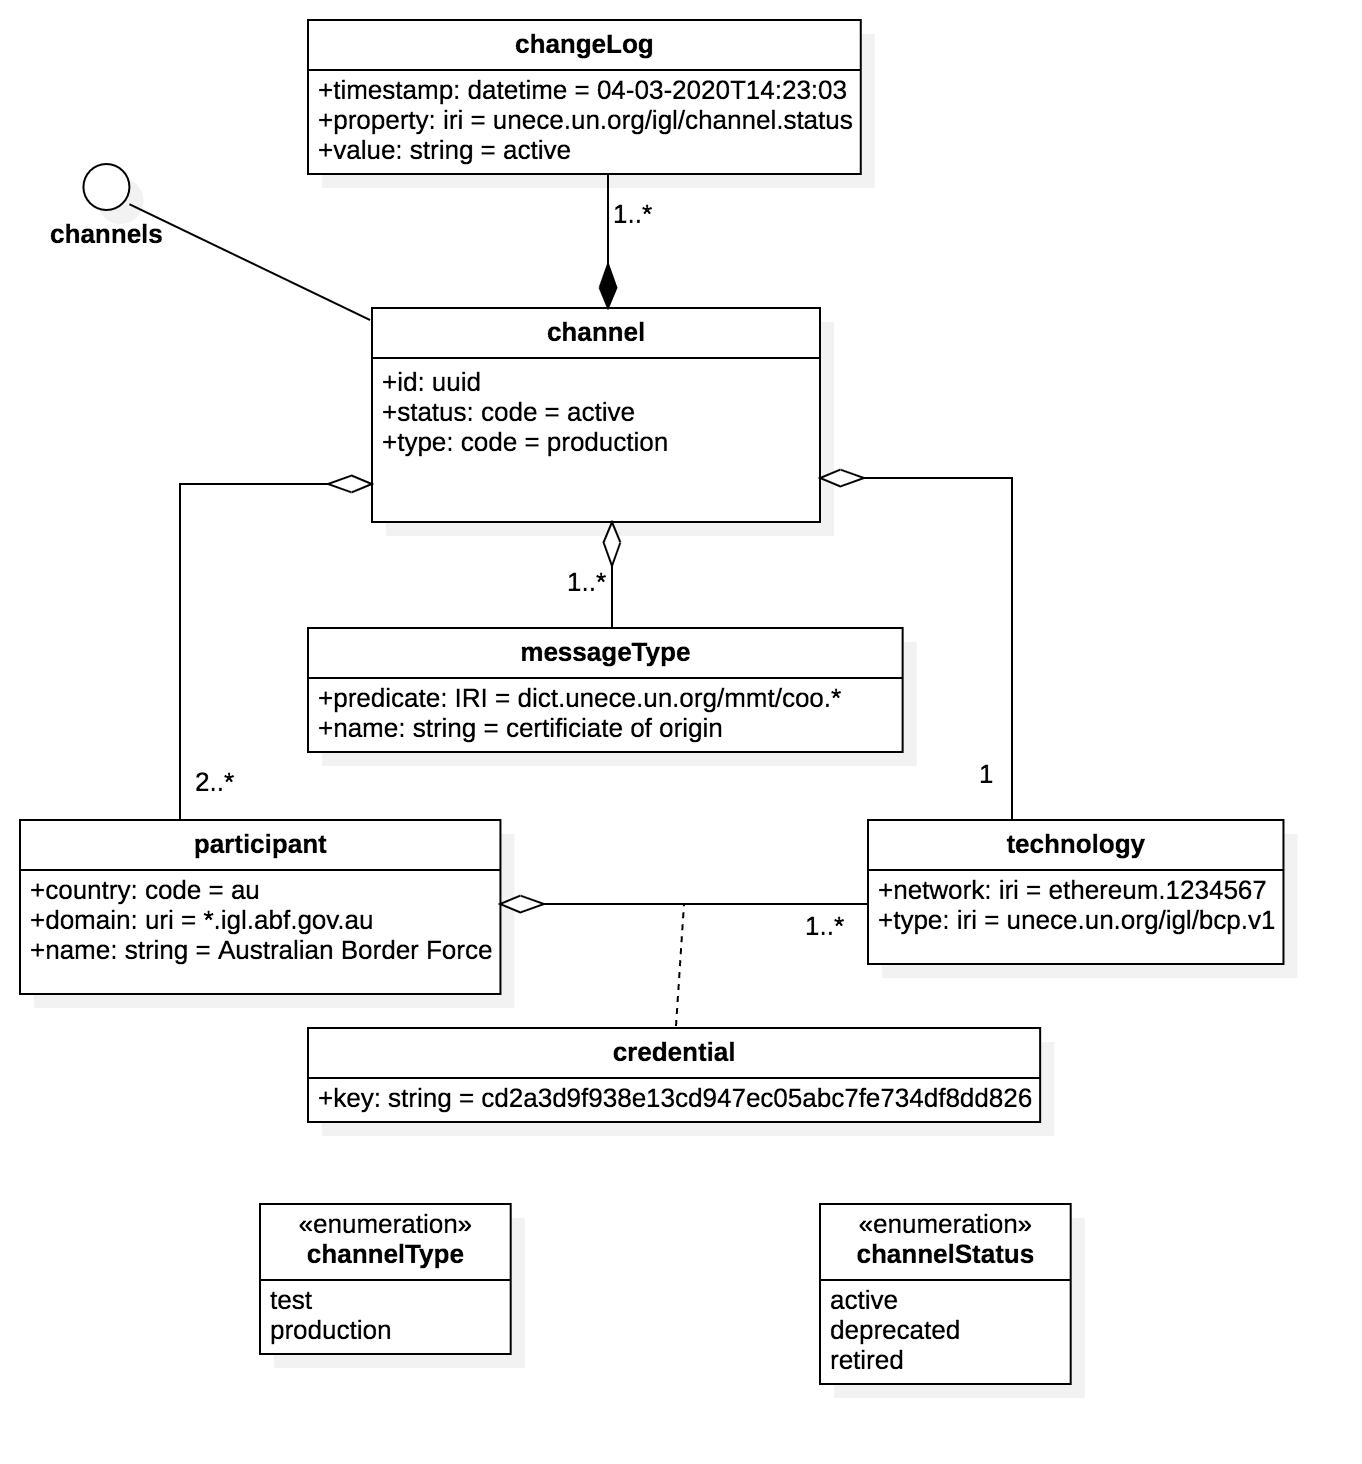 changeLog
+timestamp: datetime = 04-03-2020T14:23:03
+property: iri = unece.un.org/igl/channel.status
+value: string = active
channels
1..*
channel
+id: uuid
+status: code = active
+type: code = production
1..*
messageType
+predicate: IRI = dict.unece.un.org/mmt/coo.*
+name: string = certificiate of origin
2..*
1
participant
+country: code = au
+domain: uri = *.igl.abf.gov.au
+name: string = Australian Border Force
technology
+network: iri = ethereum.1234567
+type: iri = unece.un.org/igl/bcp.v1
1..*
credential
+key: string = cd2a3d9f938e13cd947ec05abc7fe734df8dd826
«enumeration»
channelType
test
production
«enumeration»
channelStatus
active
deprecated
retired